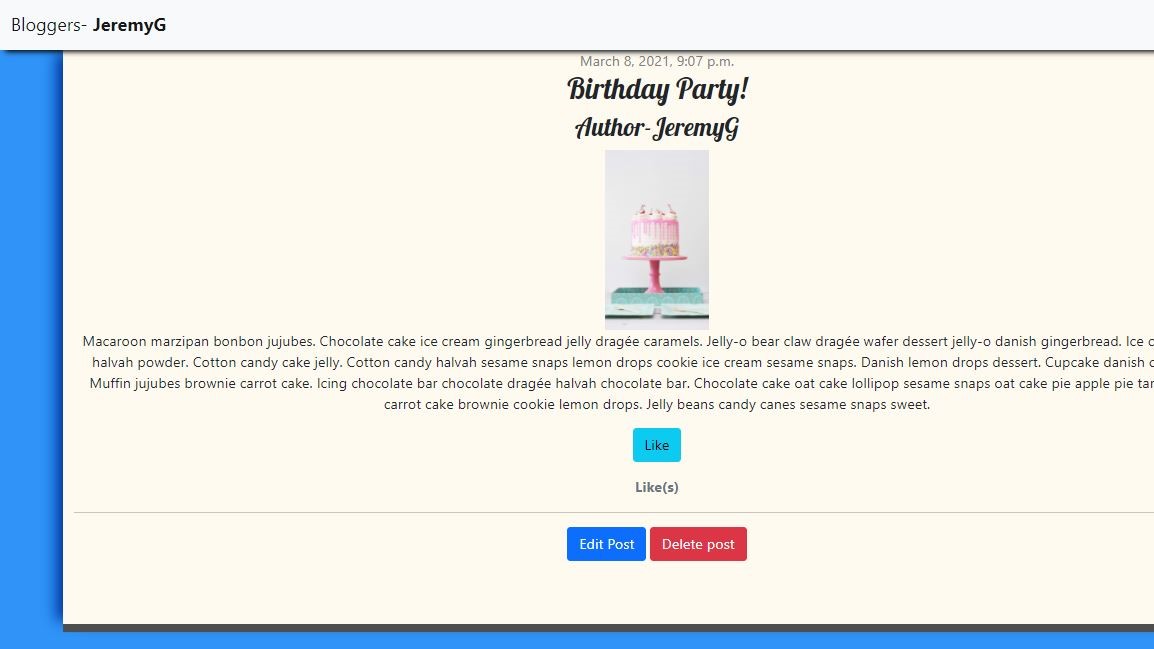 Bloggers- JeremyG
March 8, 2021, 9:07 p.m.
Birthday Party!
Author-JeremyG
Macaroon marzipan bonbon jujubes. Chocolate cake ice cream gingerbread jelly dragée caramels. Jelly-o bear claw dragée wafer dessert jelly-o danish gingerbread. Ice
halvah powder. Cotton candy cake jelly. Cotton candy halvah sesame snaps lemon drops cookie ice cream sesame snaps. Danish lemon drops dessert. Cupcake danish
Muffin jujubes brownie carrot cake. Icing chocolate bar chocolate dragée halvah chocolate bar. Chocolate cake oat cake lollipop sesame snaps oat cake pie apple pie
carrot cake brownie cookie lemon drops. Jelly beans candy canes sesame snaps sweet.
Like
Like(s)
Edit Post Delete post